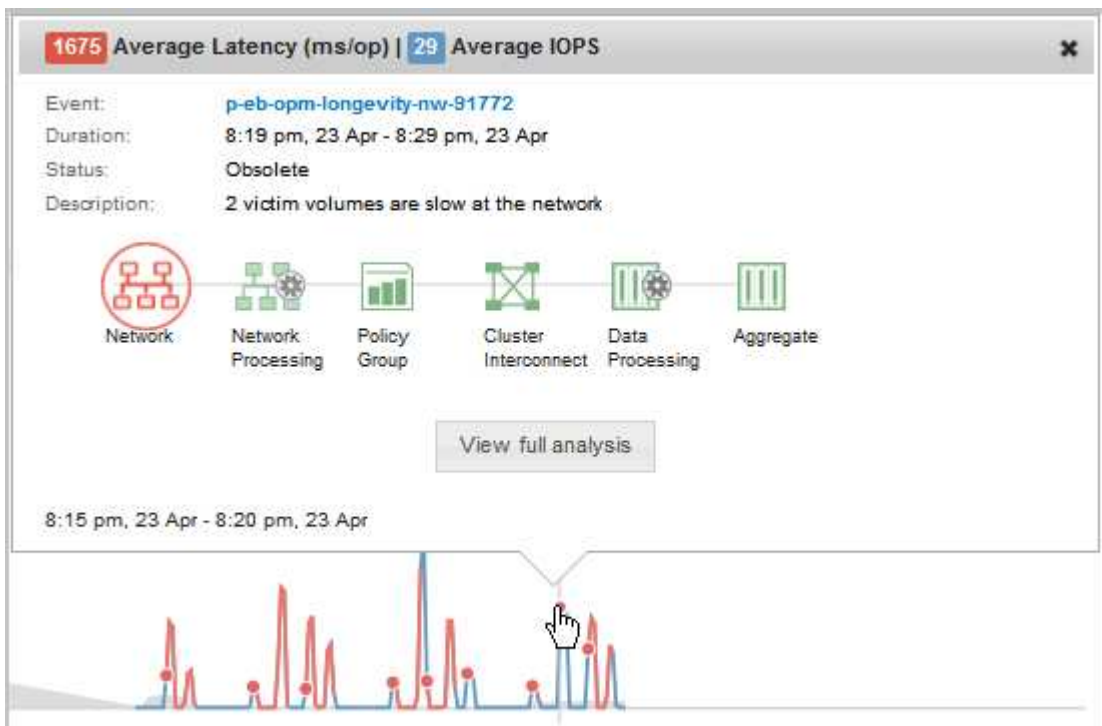 1675 Average Latency (ms/op) | 29 Average IOPS
Event: p-eb-opm-longevity-nw-91772
Duration: 8:19 pm, 23 Apr - 8:29 pm, 23 Apr
Status: Obsolete
Description: 2 victim volumes are slow at the network
Network
Network
Processing
Policy
Group
Cluster
Interconnect
Data
Processing
Aggregate
View full analysis
8:15 pm, 23 Apr - 8:20 pm, 23 Apr